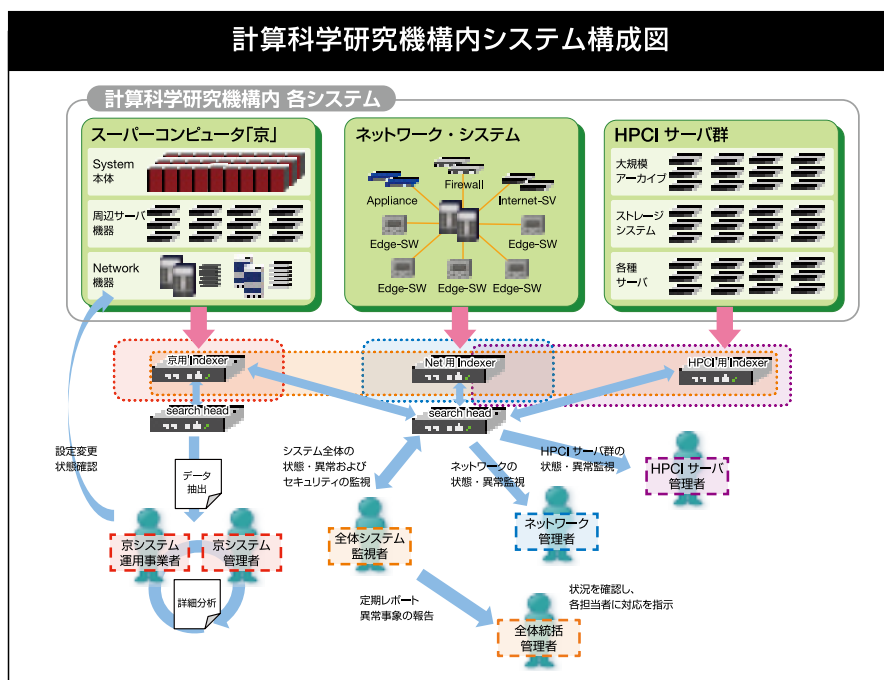 計算科学研究機構内システム構成図
計算科学研究機構内 各システム
スーパーコンピュータ「京」
System
本体
周辺サーバ
機器
Network
機器
ネットワーク・システム
Appliance
Firewall
Internet-SV
Edge-SW
Edge-SW
Edge-SW
Edge-SW
Edge-SW
HPCI サーバ群
大規模
アーカイブ
ストレージ
システム
各種
サーバ
京用 Indexer
Net 用 Indexer
HPCI 用 Indexer
search head
search head
設定変更
状態確認
データ
抽出
京システム
運用事業者
京システム
管理者
詳細分析
システム全体の
状態・異常および
セキュリティの監視
ネットワークの
状態・異常監視
HPCI サーバ群の
状態・異常監視
HPCI サーバ
管理者
ネットワーク
管理者
全体システム
監視者
定期レポート
異常事象の報告
状況を確認し、
各担当者に対応を指示
全体統括
管理者